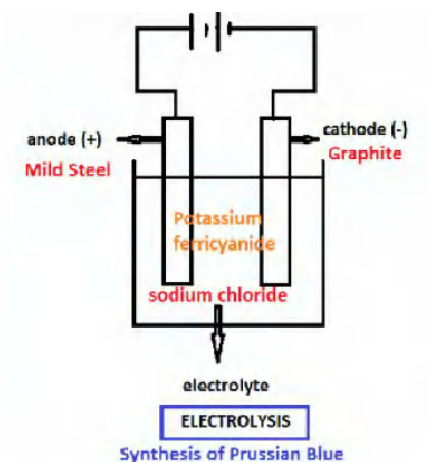 anode (+)
cathode (-)
Mild Steel
Graphite
Potassium
ferricyanide
sodium chloride
electrolyte
ELECTROLYSIS
Synthesis of Prussian Blue